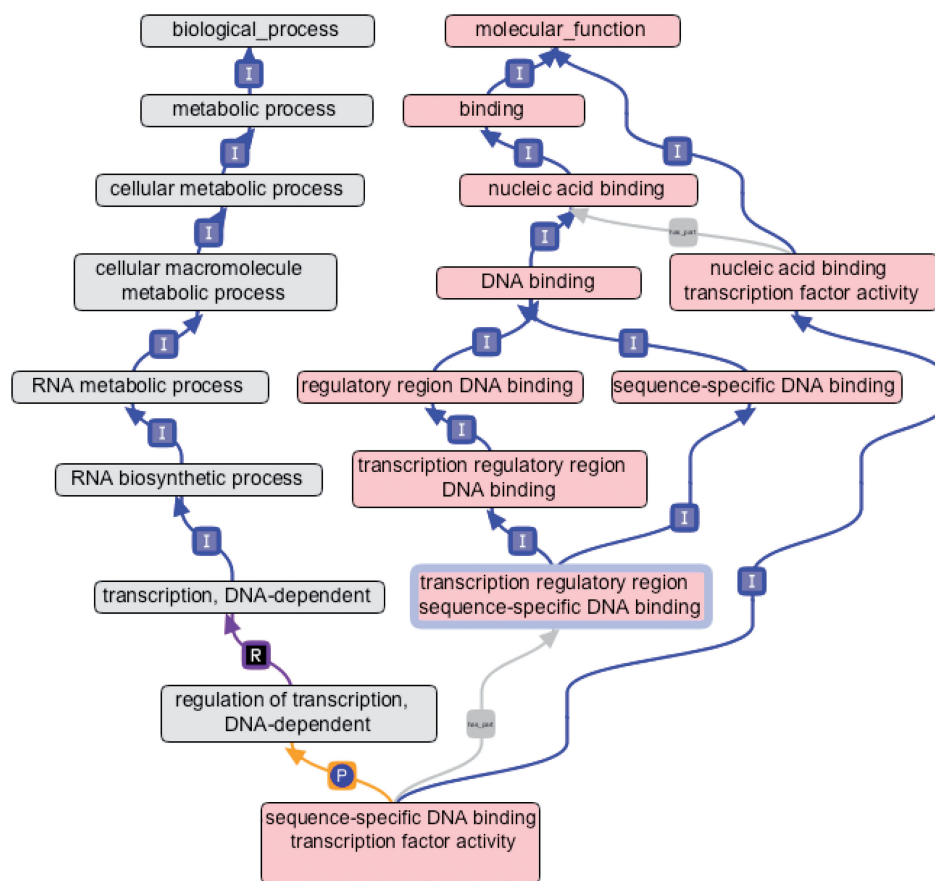 biological_process
molecular_function
I
I
metabolic process
binding
I
I
I
cellular metabolic process
nucleic acid binding
I
I
has_part
cellular macromolecule
metabolic process
DNA binding
nucleic acid binding
transcription factor activity
I
I
I
RNA metabolic process
regulatory region DNA binding
sequence-specific DNA binding
I
I
RNA biosynthetic process
transcription regulatory region
DNA binding
I
I
I
transcription, DNA-dependent
transcription regulatory region
sequence-specific DNA binding
I
R
regulation of transcription,
DNA-dependent
has_part
P
sequence-specific DNA binding
transcription factor activity